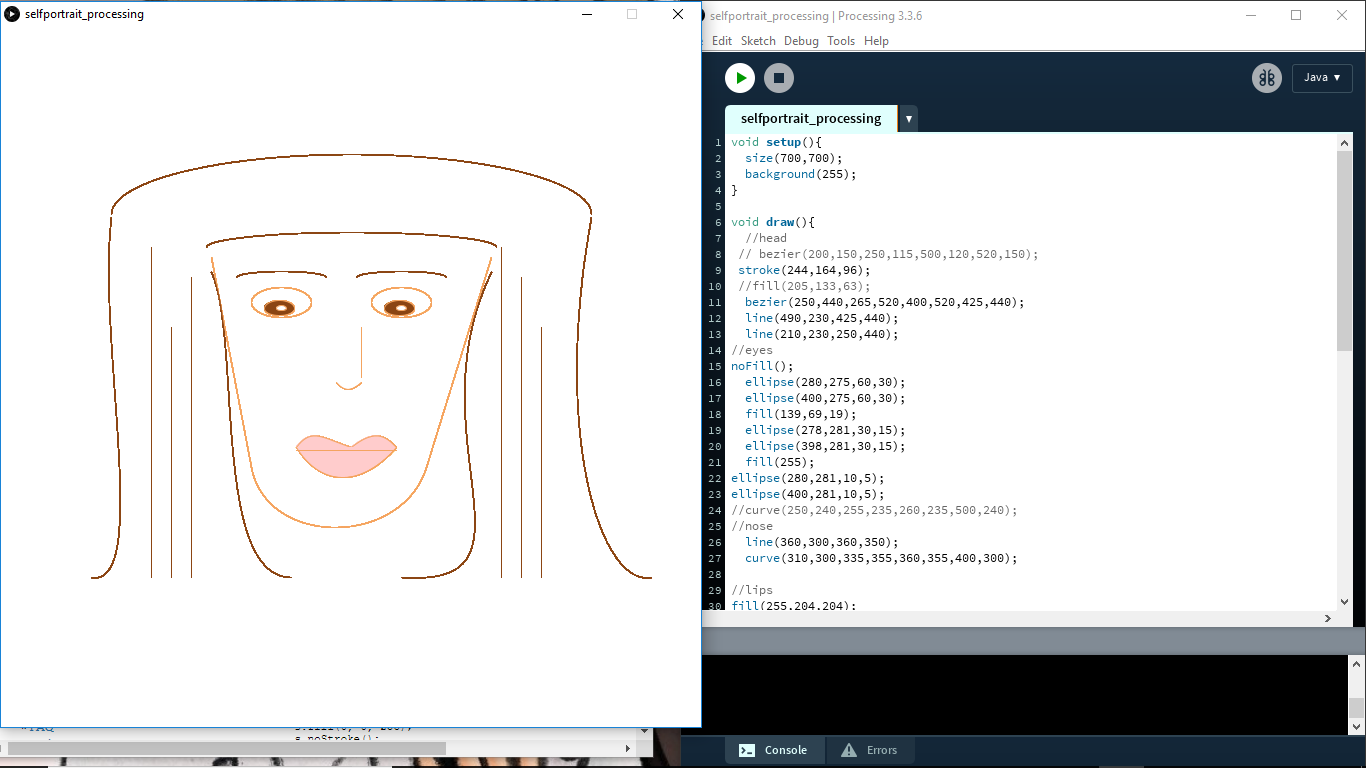 selfportrait_processing
selfportrait_processing | Processing 3.3.6
Edit Sketch Debug Tools Help
Java ▾
selfportrait_processing ▾
1 void setup(){
2 size(700,700);
3 background(255);
4 }
5
6 void draw(){
7 //head
8 // bezier(200,150,250,115,500,120,520,150);
9 stroke(244,164,96);
10 //fill(205,133,63);
11 bezier(250,440,265,520,400,520,425,440);
12 line(490,230,425,440);
13 line(210,230,250,440);
14 //eyes
15 noFill();
16 ellipse(280,275,60,30);
17 ellipse(400,275,60,30);
18 fill(139,69,19);
19 ellipse(278,281,30,15);
20 ellipse(398,281,30,15);
21 fill(255);
22 ellipse(280,281,10,5);
23 ellipse(400,281,10,5);
24 //curve(250,240,255,235,260,235,500,240);
25 //nose
26 line(360,300,360,350);
27 curve(310,300,335,355,360,355,400,300);
28
29 //lips
30 fill(255,204,204);
Console Errors